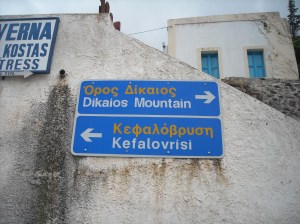 VERNA
KOSTAS
TRESS
Όρος Δίκαιος
Dikaios Mountain
Κεφαλόβρυση
Kefalovrisi